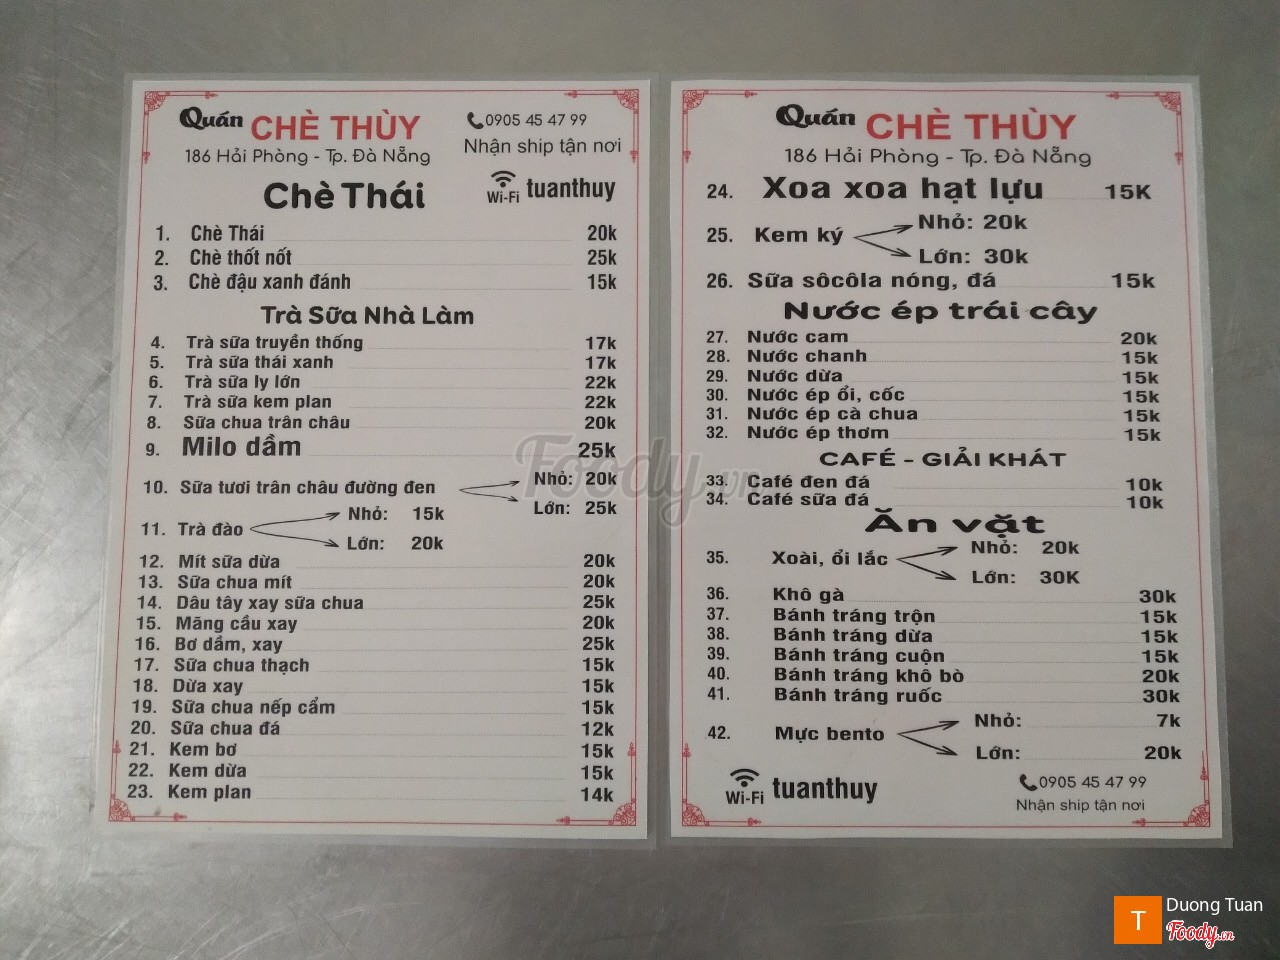 Quán CHÈ THÙY
0905 45 47 99
186 Hải Phòng - Tp. Đà Nẵng
Nhận ship tận nơi
Chè Thái
Wi-Fi tuanthuy
1. Chè Thái 20k
2. Chè thốt nốt 25k
3. Chè đậu xanh đánh 15k
Trà Sữa Nhà Làm
4. Trà sữa truyền thống 17k
5. Trà sữa thái xanh 17k
6. Trà sữa ly lớn 22k
7. Trà sữa kem plan 22k
8. Sữa chua trân châu 20k
9. Milo dầm 25k
10. Sữa tươi trân châu đường đen Nhỏ: 20k
Lớn: 25k
11. Trà đào Nhỏ: 15k
Lớn: 20k
12. Mít sữa dừa 20k
13. Sữa chua mít 20k
14. Dâu tây xay sữa chua 25k
15. Mãng cầu xay 20k
16. Bơ dầm, xay 25k
17. Sữa chua thạch 15k
18. Dừa xay 15k
19. Sữa chua nếp cẩm 15k
20. Sữa chua đá 12k
21. Kem bơ 15k
22. Kem dừa 15k
23. Kem plan 14k
Quán CHÈ THÙY
186 Hải Phòng - Tp. Đà Nẵng
24. Xoa xoa hạt lựu 15K
25. Kem ký Nhỏ: 20k
Lớn: 30k
26. Sữa sôcôla nóng, đá 15k
Nước ép trái cây
27. Nước cam 20k
28. Nước chanh 15k
29. Nước dừa 15k
30. Nước ép ổi, cốc 15k
31. Nước ép cà chua 15k
32. Nước ép thơm 15k
CAFÉ - GIẢI KHÁT
33. Café đen đá 10k
34. Café sữa đá 10k
Ăn vặt
35. Xoài, ổi lắc Nhỏ: 20k
Lớn: 30K
36. Khô gà 30k
37. Bánh tráng trộn 15k
38. Bánh tráng dừa 15k
39. Bánh tráng cuộn 15k
40. Bánh tráng khô bò 20k
41. Bánh tráng ruốc 30k
42. Mực bento Nhỏ: 7k
Lớn: 20k
Wi-Fi tuanthuy
0905 45 47 99
Nhận ship tận nơi
Foody.vn
T Duong Tuan
Foody.vn